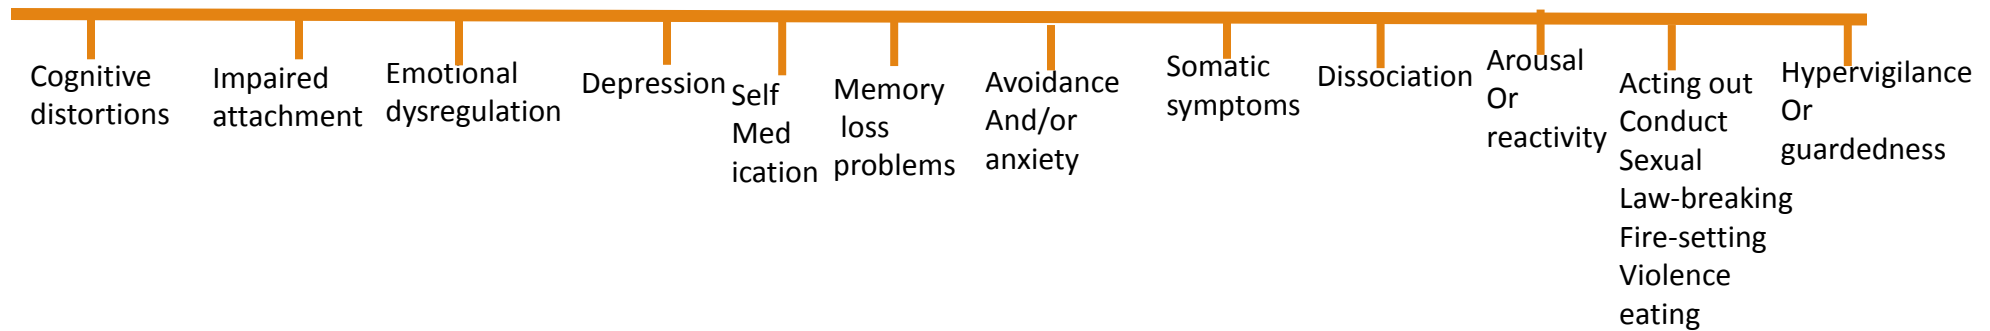 Cognitive
distortions
Impaired
attachment
Emotional
dysregulation
Depression
Self
Med
ication
Memory
loss
problems
Avoidance
And/or
anxiety
Somatic
symptoms
Dissociation
Arousal
Or
reactivity
Acting out
Conduct
Sexual
Law-breaking
Fire-setting
Violence
eating
Hypervigilance
Or
guardedness